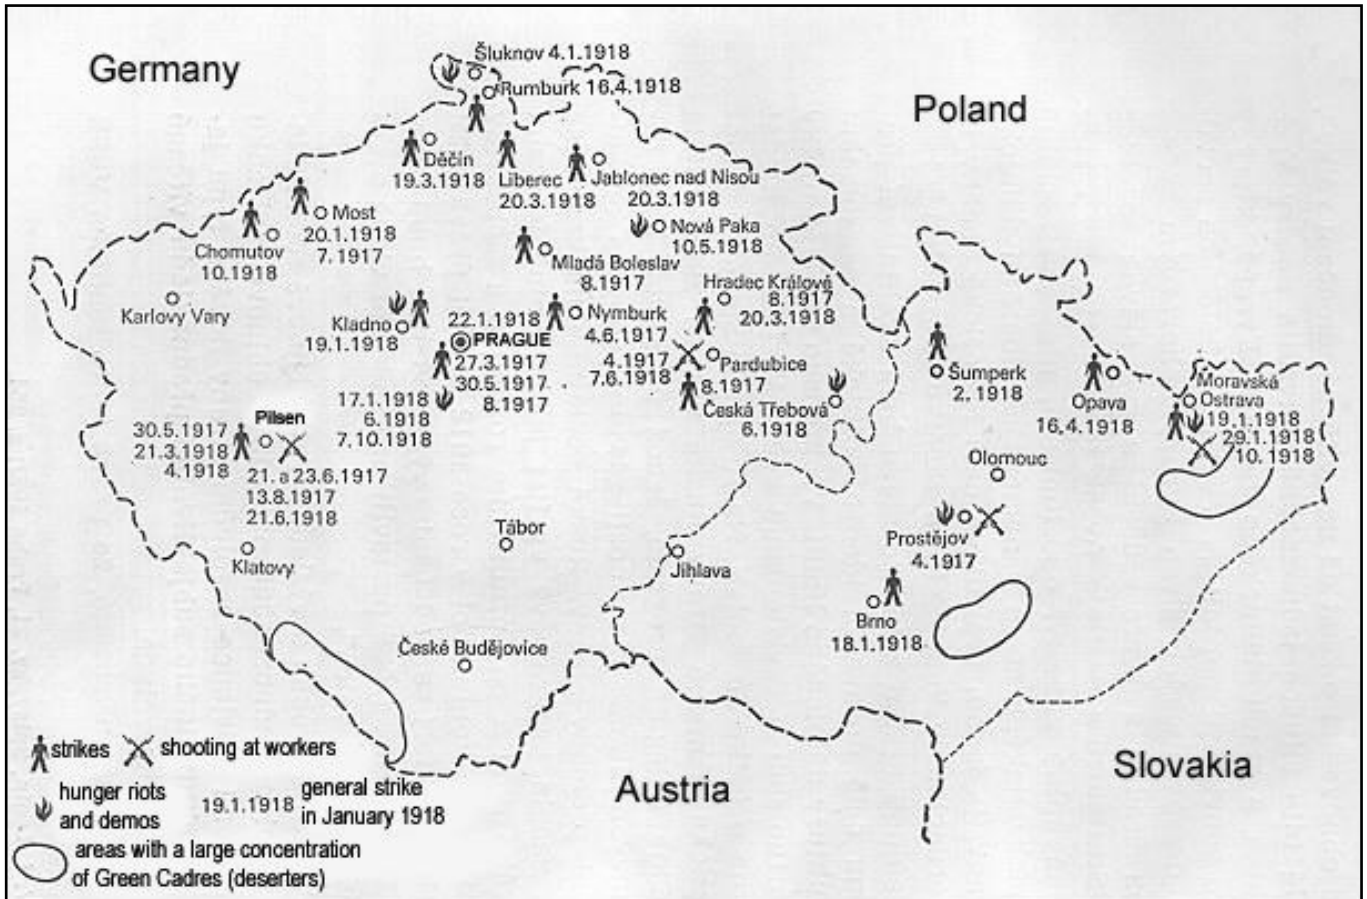 Germany
Poland
Šluknov 4.1.1918
Rumburk 16.4.1918
Děčín
19.3.1918
Liberec
20.3.1918
Jablonec nad Nisou
20.3.1918
Most
20.1.1918
7.1917
Chomutov
10.1918
Nová Paka
10.5.1918
Mladá Boleslav
8.1917
Karlovy Vary
Kladno
19.1.1918
22.1.1918
PRAGUE
27.3.1917
30.5.1917
8.1917
17.1.1918
6.1918
7.10.1918
Nymburk
4.6.1917
Hradec Králové
8.1917
20.3.1918
4.1917
7.6.1918
Pardubice
8.1917
Česká Třebová
6.1918
Šumperk
2.1918
Opava
16.4.1918
Moravská
Ostrava
19.1.1918
29.1.1918
10.1918
Pilsen
30.5.1917
21.3.1918
4.1918
21. a 23.6.1917
13.8.1917
21.6.1918
Olomouc
Prostějov
4.1917
Tábor
Klatovy
Jihlava
Brno
18.1.1918
České Budějovice
Austria
Slovakia
strikes
shooting at workers
hunger riots
and demos
19.1.1918
general strike
in January 1918
areas with a large concentration
of Green Cadres (deserters)